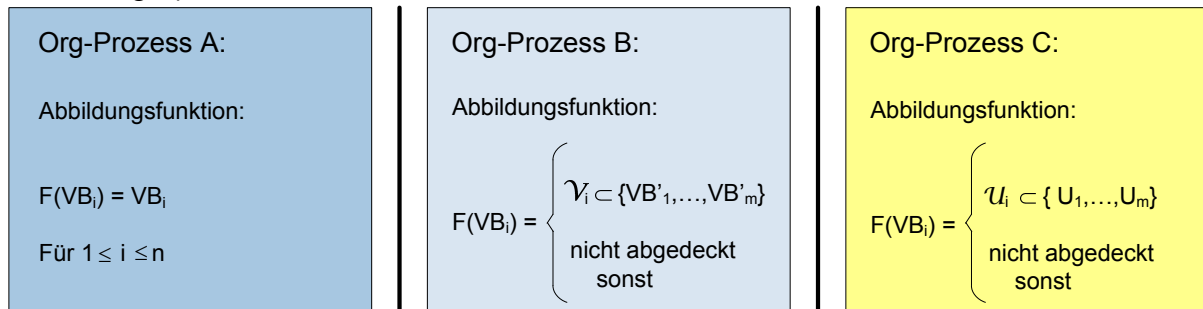 Org-Prozess A:
Abbildungsfunktion:
F(VBi) = VBi
Für 1 ≤ i ≤ n
Org-Prozess B:
Abbildungsfunktion:
F(VBi) =
𝒱i ⊂ {VB’1,…,VB’m}
nicht abgedeckt
sonst
Org-Prozess C:
Abbildungsfunktion:
F(VBi) =
𝒰i ⊂ { U1,…,Um}
nicht abgedeckt
sonst